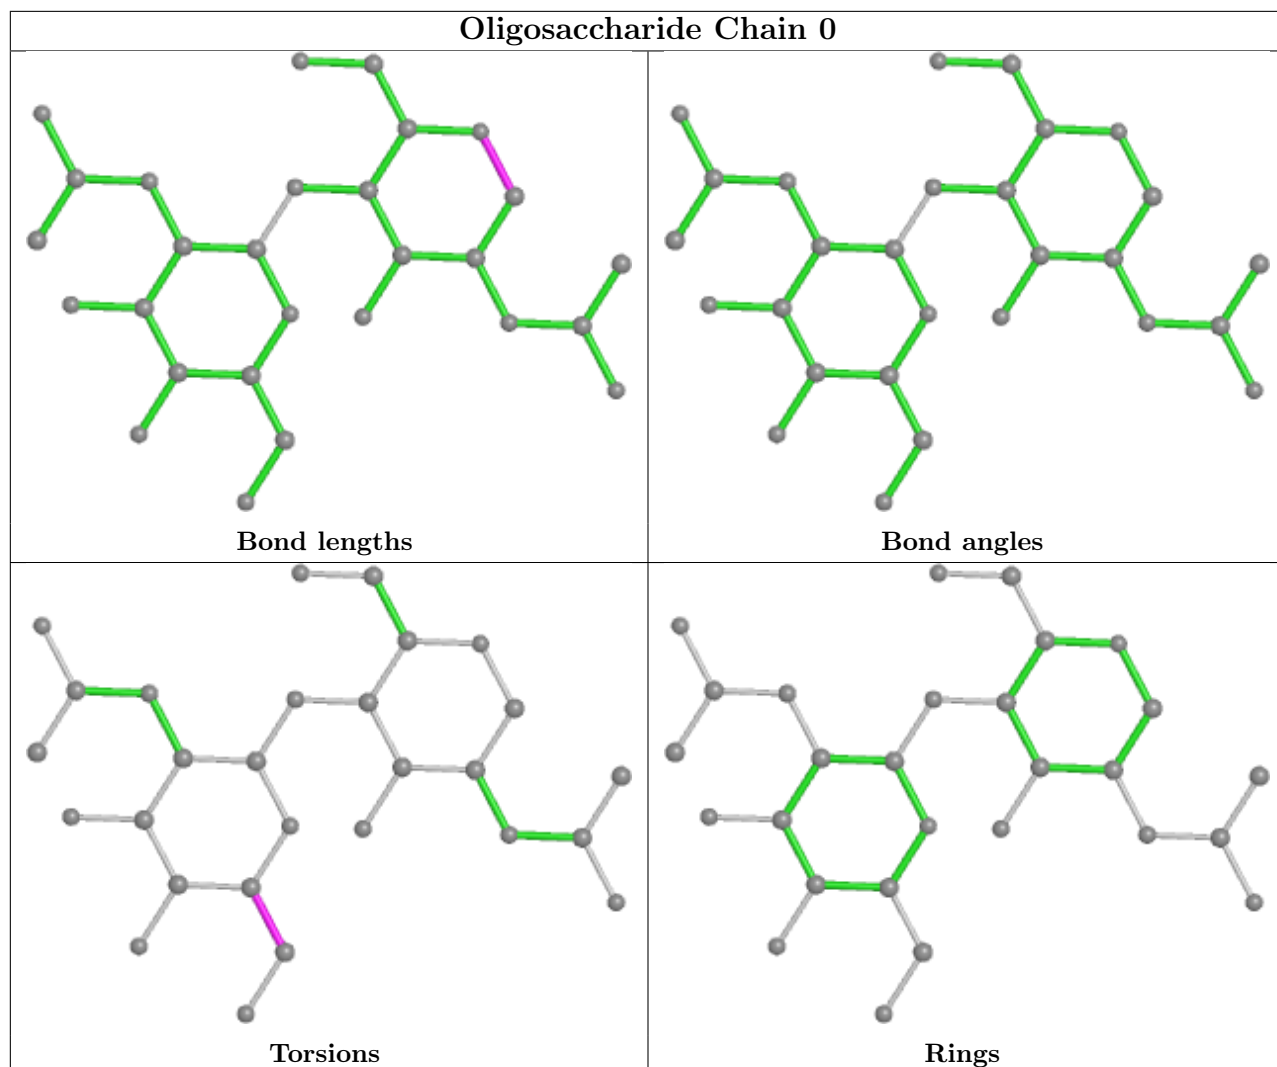 Oligosaccharide Chain 0
Bond lengths
Bond angles
Torsions
Rings